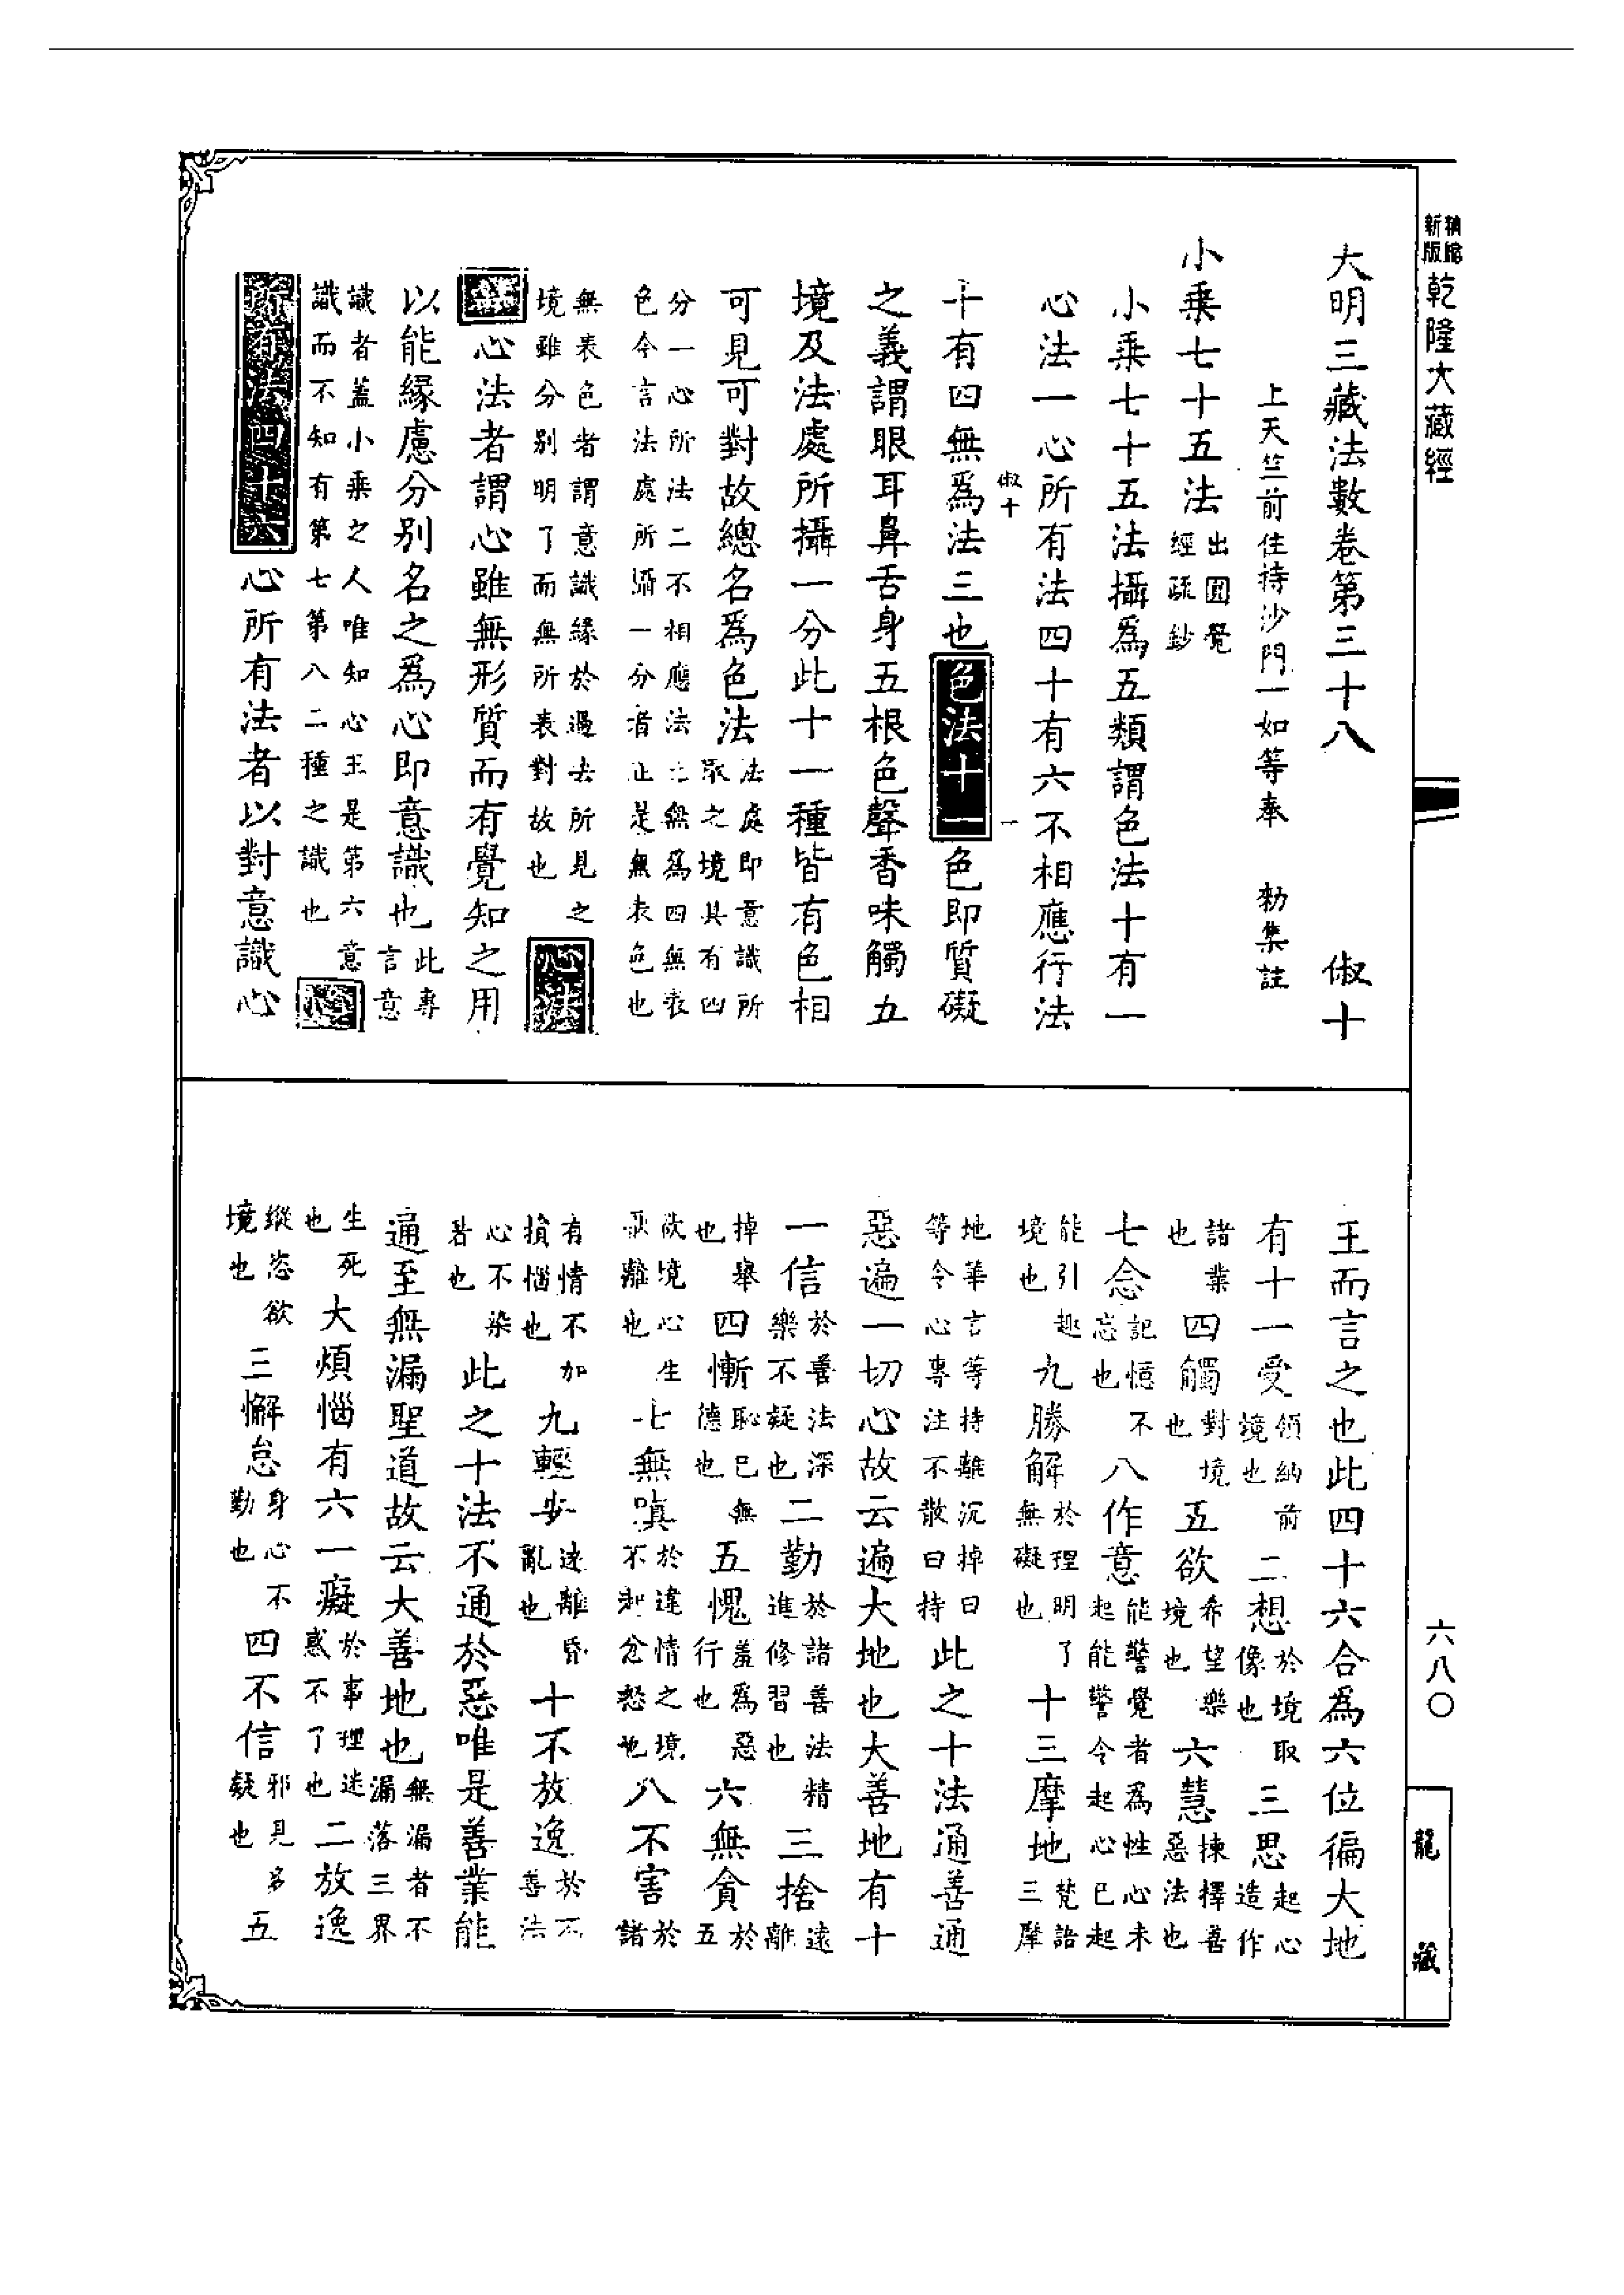 新版
精縮
乾隆大藏經
大明三藏法數卷第三十八　俶十
上天竺前住持沙門一如等奉　勑集註
小乘七十五法出圓覺經疏鈔
小乘七十五法攝爲五類謂色法十有一
心法一心所有法四十有六不相應行法
俶十　一
十有四無爲法三也色法十一色即質礙
之義謂眼耳鼻舌身五根色聲香味觸五
境及法處所攝一分此十一種皆有色相
可見可對故總名爲色法法處即意識所取之境其有四
分一心所法二不相應法三無爲四無表色今言法處所攝一分者正是無表色也
無表色者謂意識緣於過去所見之境雖分別明了而無所表對故也心法
一心法者謂心雖無形質而有覺知之用
以能緣慮分別名之爲心即意識也此專言意
識者蓋小乘之人唯知心王是第六意識而不知有第七第八二種之識也心
所有法四十六心所有法者以對意識心
王而言之也此四十六合爲六位徧大地
有十一受領納前境也二想於境取像也三思起心造作
諸業也四觸對境也五欲希望樂境也六慧揀擇善惡法也
七念記憶不忘也八作意能警覺者爲性心未起能警令起心已起
能引趣境也九勝解於理明了無礙也十三摩地梵語三摩
地華言等持離沉掉曰等令心專注不散曰持此之十法通善通
惡遍一切心故云遍大地也大善地有十
一信於善法深樂不疑也二勤於諸善法精進修習也三捨遠離
掉舉也四慚恥已無德也五愧羞爲惡行也六無貪於五
欲境心生厭離也七無嗔於違情之境不起忿怒也八不害於諸
有情不加損惱也九輕安遠離昏亂也十不放逸於不善法
心不染著也此之十法不通於惡唯是善業能
通至無漏聖道故云大善地也無漏者不漏落三界
生死也大煩惱有六一癡於事理迷惑不了也二放逸
縱恣欲境也三懈怠身心不勤也四不信邪見多疑也五
六八〇
龍藏